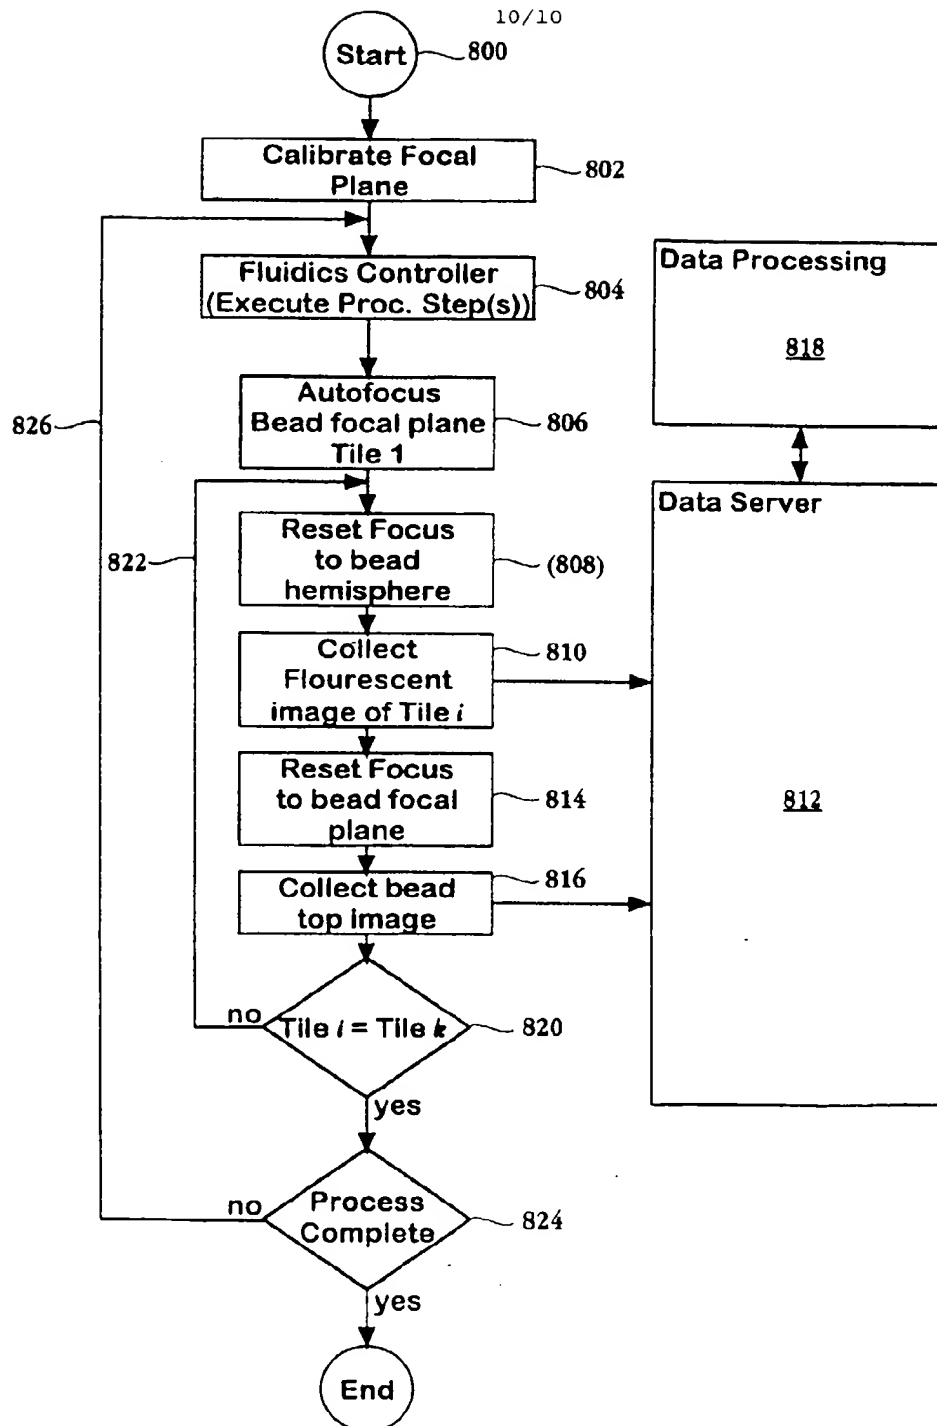 10/10
Start
800
Calibrate Focal
Plane
802
Fluidics Controller
(Execute Proc. Step(s))
804
Data Processing
818
Autofocus
Bead focal plane
Tile 1
806
826
Data Server
812
Reset Focus
to bead
hemisphere
(808)
822
Collect
Flourescent
image of Tile i
810
Reset Focus
to bead focal
plane
814
Collect bead
top image
816
Tile i = Tile k
820
no
yes
Process
Complete
824
no
yes
End